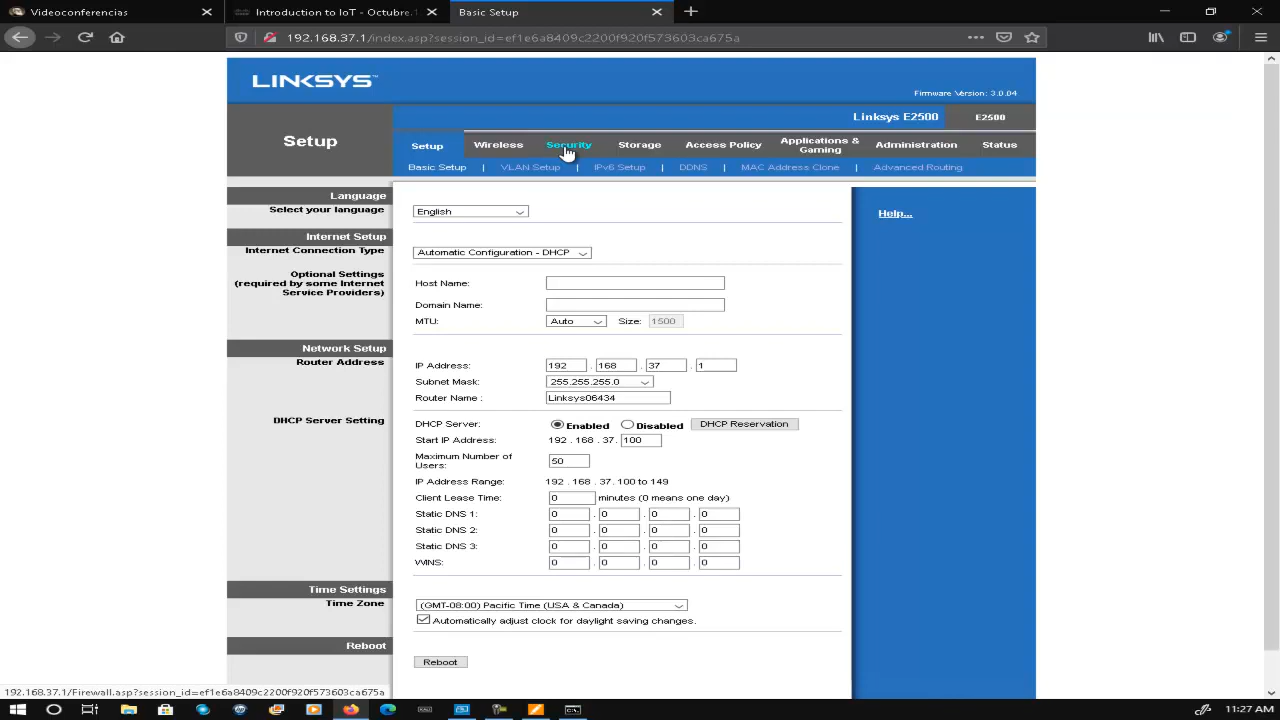 Videoconferencias
Introduction to IoT - Octubre.
Basic Setup
192.168.37.1/index.asp?session_id=ef1e6a8409c2200f920f573603ca675a
LINKSYS™
Firmware Version: 3.0.04
Linksys E2500 E2500
Setup
Setup Wireless Security Storage Access Policy Applications & Gaming Administration Status
Basic Setup | VLAN Setup | IPv6 Setup | DDNS | MAC Address Clone | Advanced Routing
Language
Select your language English
Help...
Internet Setup
Internet Connection Type Automatic Configuration - DHCP
Optional Settings
(required by some Internet
Service Providers)
Host Name:
Domain Name:
MTU: Auto Size: 1500
Network Setup
Router Address
IP Address: 192 . 168 . 37 . 1
Subnet Mask: 255.255.255.0
Router Name : Linksys06434
DHCP Server Setting
DHCP Server: Enabled Disabled DHCP Reservation
Start IP Address: 192 . 168 . 37. 100
Maximum Number of
Users: 50
IP Address Range: 192 . 168 . 37. 100 to 149
Client Lease Time: 0 minutes (0 means one day)
Static DNS 1: 0 . 0 . 0 . 0
Static DNS 2: 0 . 0 . 0 . 0
Static DNS 3: 0 . 0 . 0 . 0
WINS: 0 . 0 . 0 . 0
Time Settings
Time Zone (GMT-08:00) Pacific Time (USA & Canada)
Automatically adjust clock for daylight saving changes.
Reboot
Reboot
192.168.37.1/Firewall.asp?session_id=ef1e6a8409c2200f920f573603ca675a
11:27 AM